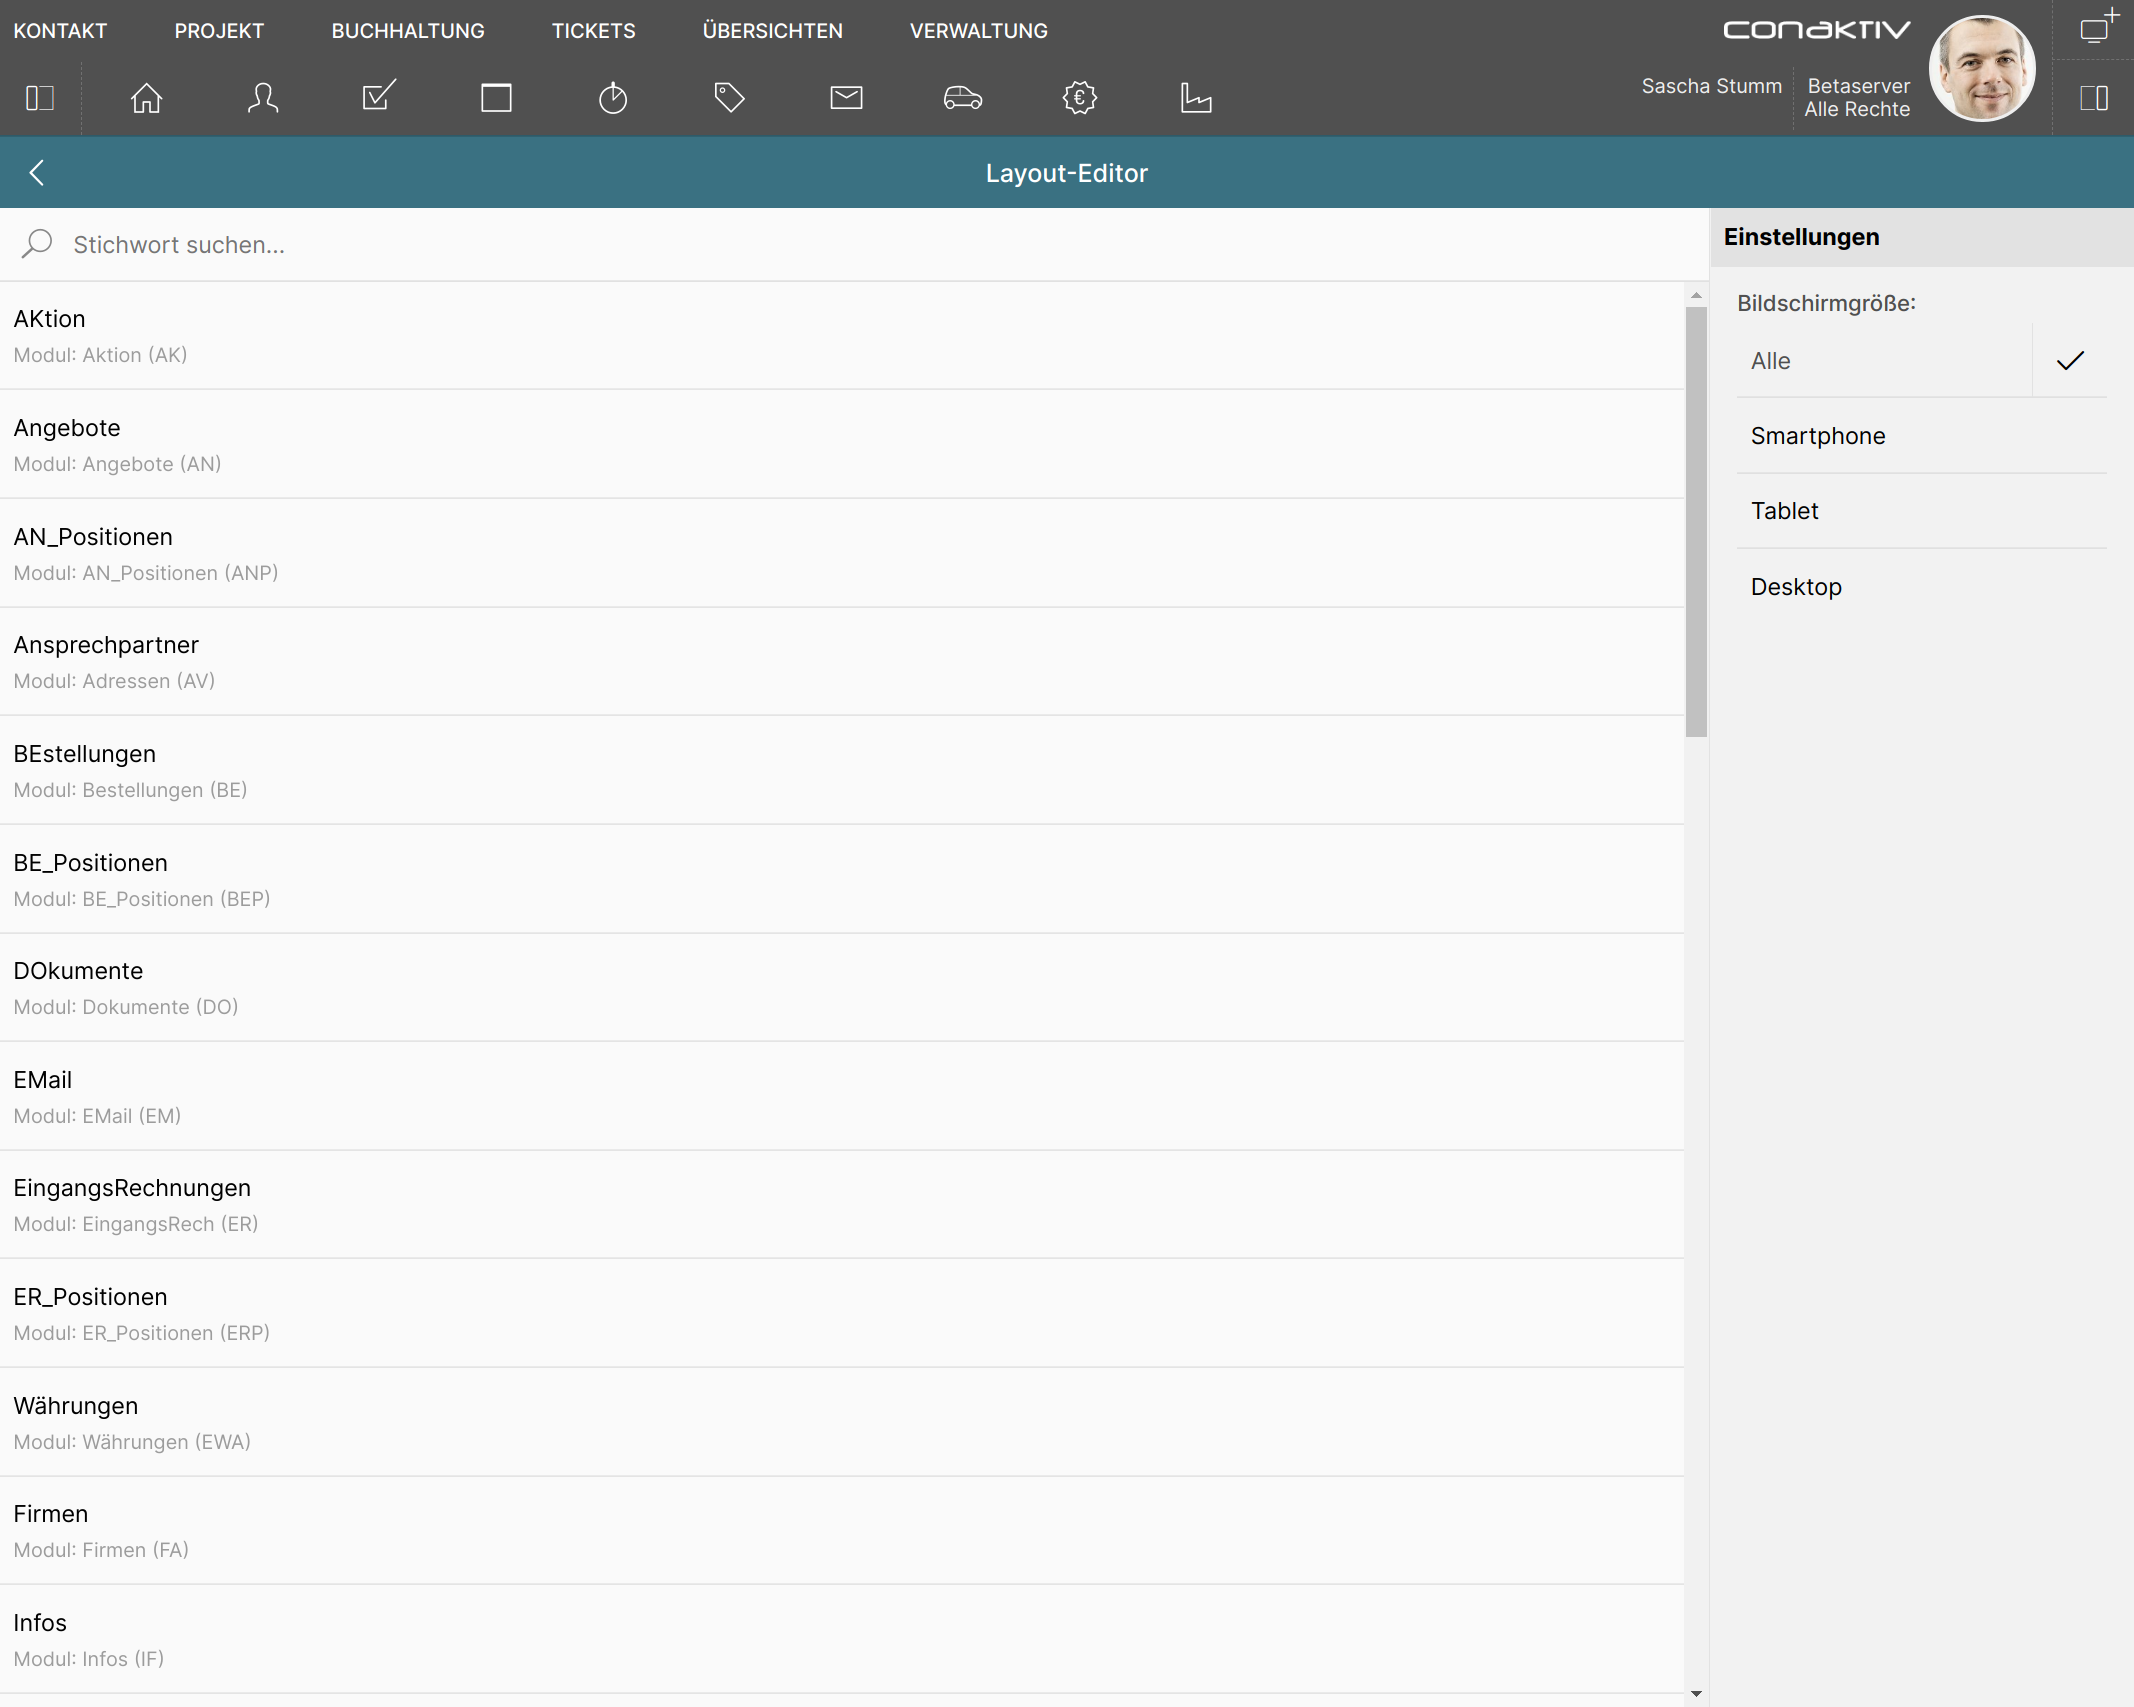 KONTAKT PROJEKT BUCHHALTUNG TICKETS ÜBERSICHTEN VERWALTUNG
conaktiv
Sascha Stumm
Betaserver
Alle Rechte
Layout-Editor
Stichwort suchen...
AKtion
Modul: Aktion (AK)
Angebote
Modul: Angebote (AN)
AN_Positionen
Modul: AN_Positionen (ANP)
Ansprechpartner
Modul: Adressen (AV)
BEstellungen
Modul: Bestellungen (BE)
BE_Positionen
Modul: BE_Positionen (BEP)
DOkumente
Modul: Dokumente (DO)
EMail
Modul: EMail (EM)
EingangsRechnungen
Modul: EingangsRech (ER)
ER_Positionen
Modul: ER_Positionen (ERP)
Währungen
Modul: Währungen (EWA)
Firmen
Modul: Firmen (FA)
Infos
Modul: Infos (IF)
Einstellungen
Bildschirmgröße:
Alle
Smartphone
Tablet
Desktop